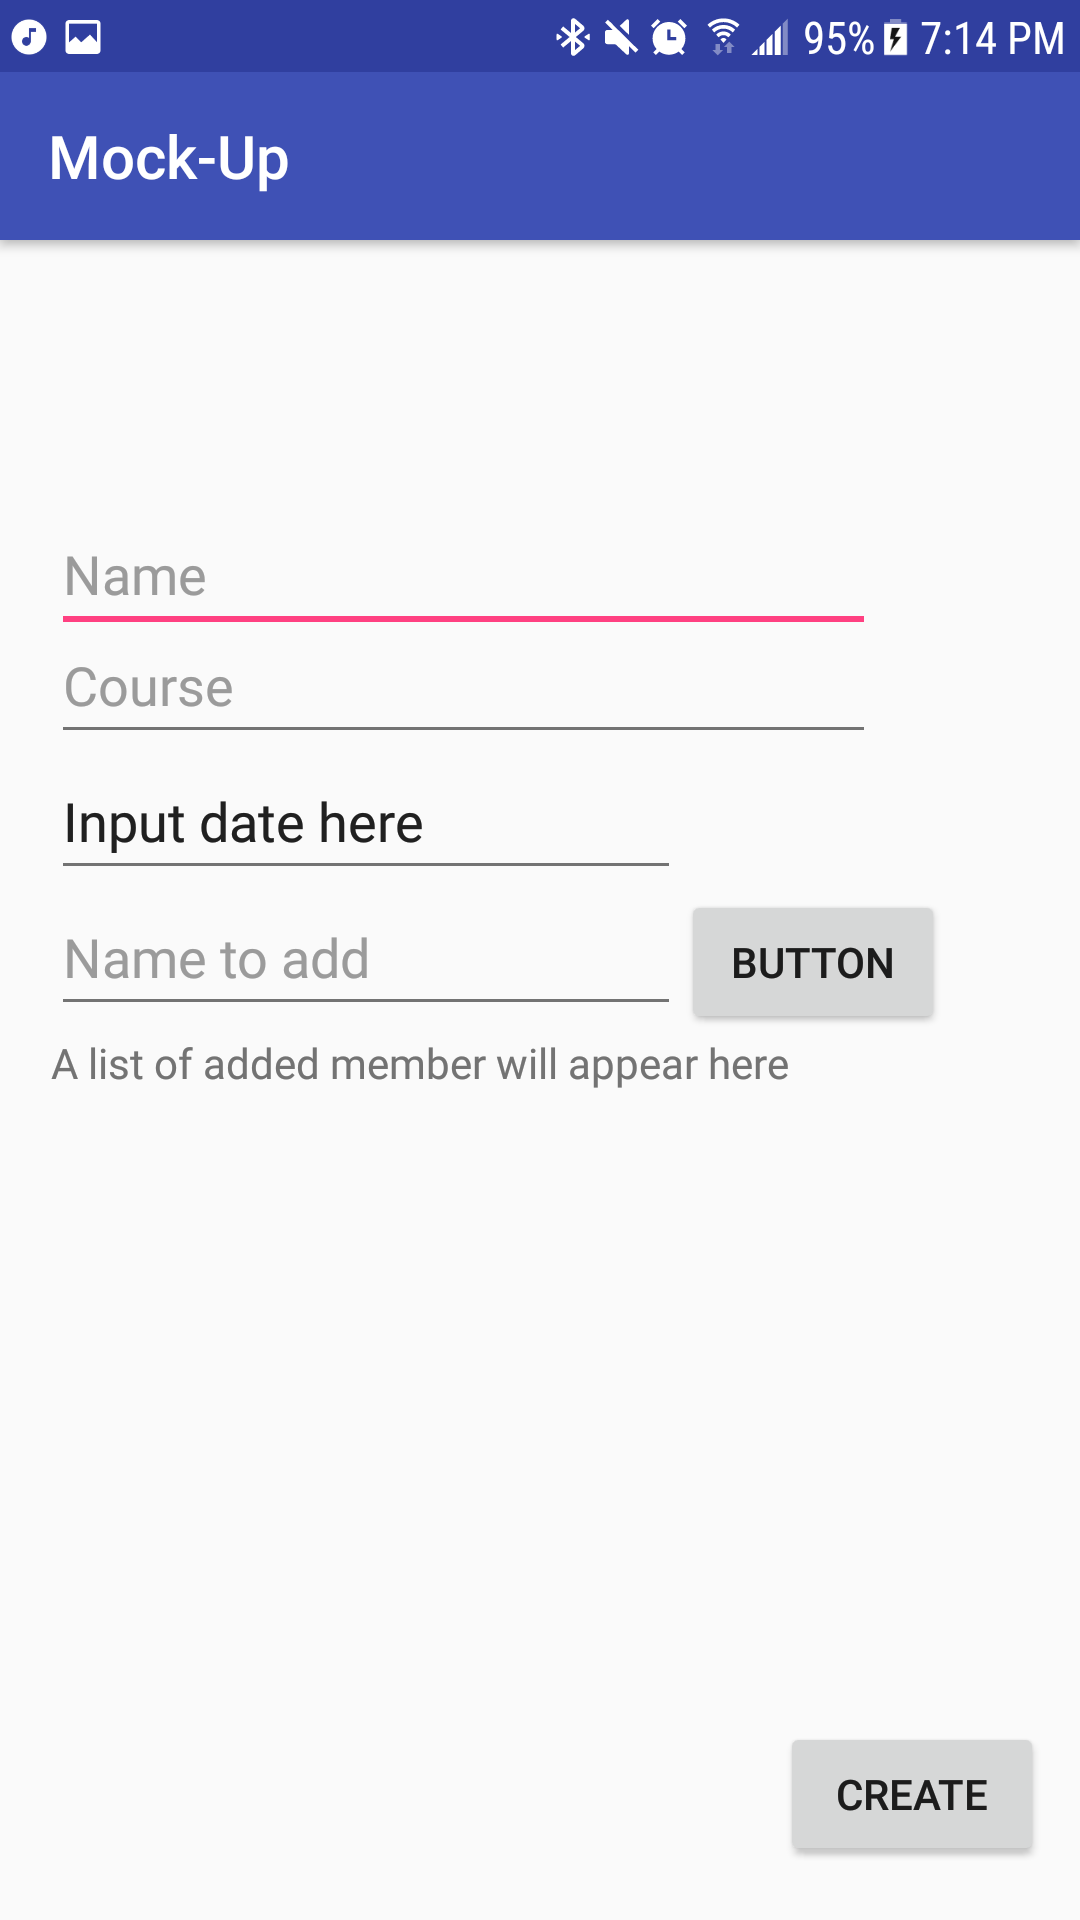 95% 7:14 PM
Mock-Up
Name
Course
Input date here
Name to add
BUTTON
A list of added member will appear here
CREATE